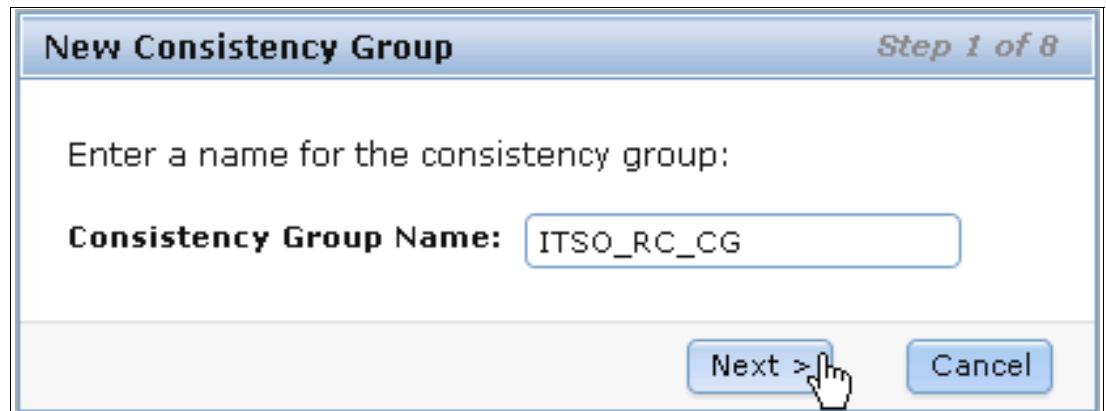 New Consistency Group Step 1 of 8
Enter a name for the consistency group:
Consistency Group Name: ITSO_RC_CG
Next > Cancel